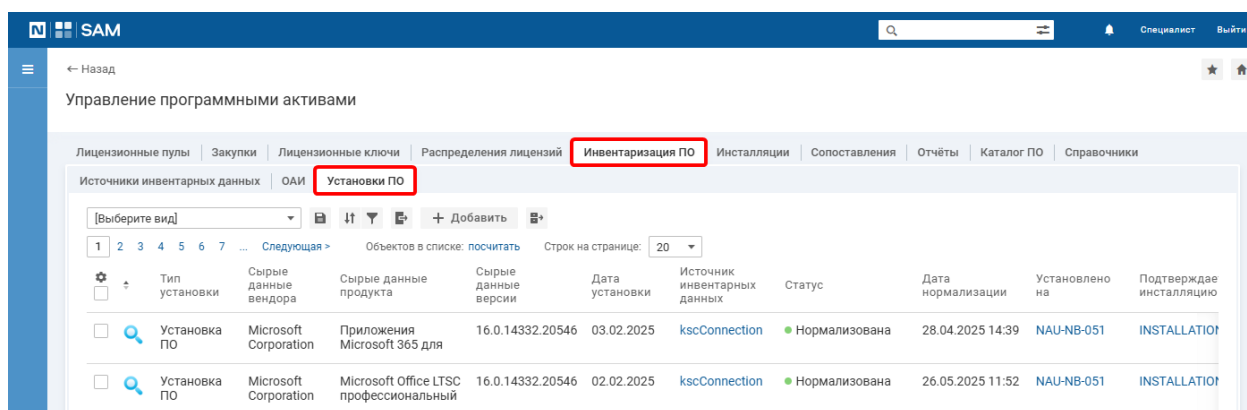 N SAM Специалист Выйти
← Назад
Управление программными активами
Лицензионные пулы Закупки Лицензионные ключи Распределения лицензий Инвентаризация ПО Инсталляции Сопоставления Отчёты Каталог ПО Справочники
Источники инвентарных данных ОАИ Установки ПО
[Выберите вид] + Добавить
1 2 3 4 5 6 7 ... Следующая > Объектов в списке: посчитать Строк на странице: 20
Тип установки Сырые данные вендора Сырые данные продукта Сырые данные версии Дата установки Источник инвентарных данных Статус Дата нормализации Установлено на Подтверждае инсталляцию
Установка ПО Microsoft Corporation Приложения Microsoft 365 для 16.0.14332.20546 03.02.2025 kscConnection Нормализована 28.04.2025 14:39 NAU-NB-051 INSTALLATION
Установка ПО Microsoft Corporation Microsoft Office LTSC профессиональный 16.0.14332.20546 02.02.2025 kscConnection Нормализована 26.05.2025 11:52 NAU-NB-051 INSTALLATION